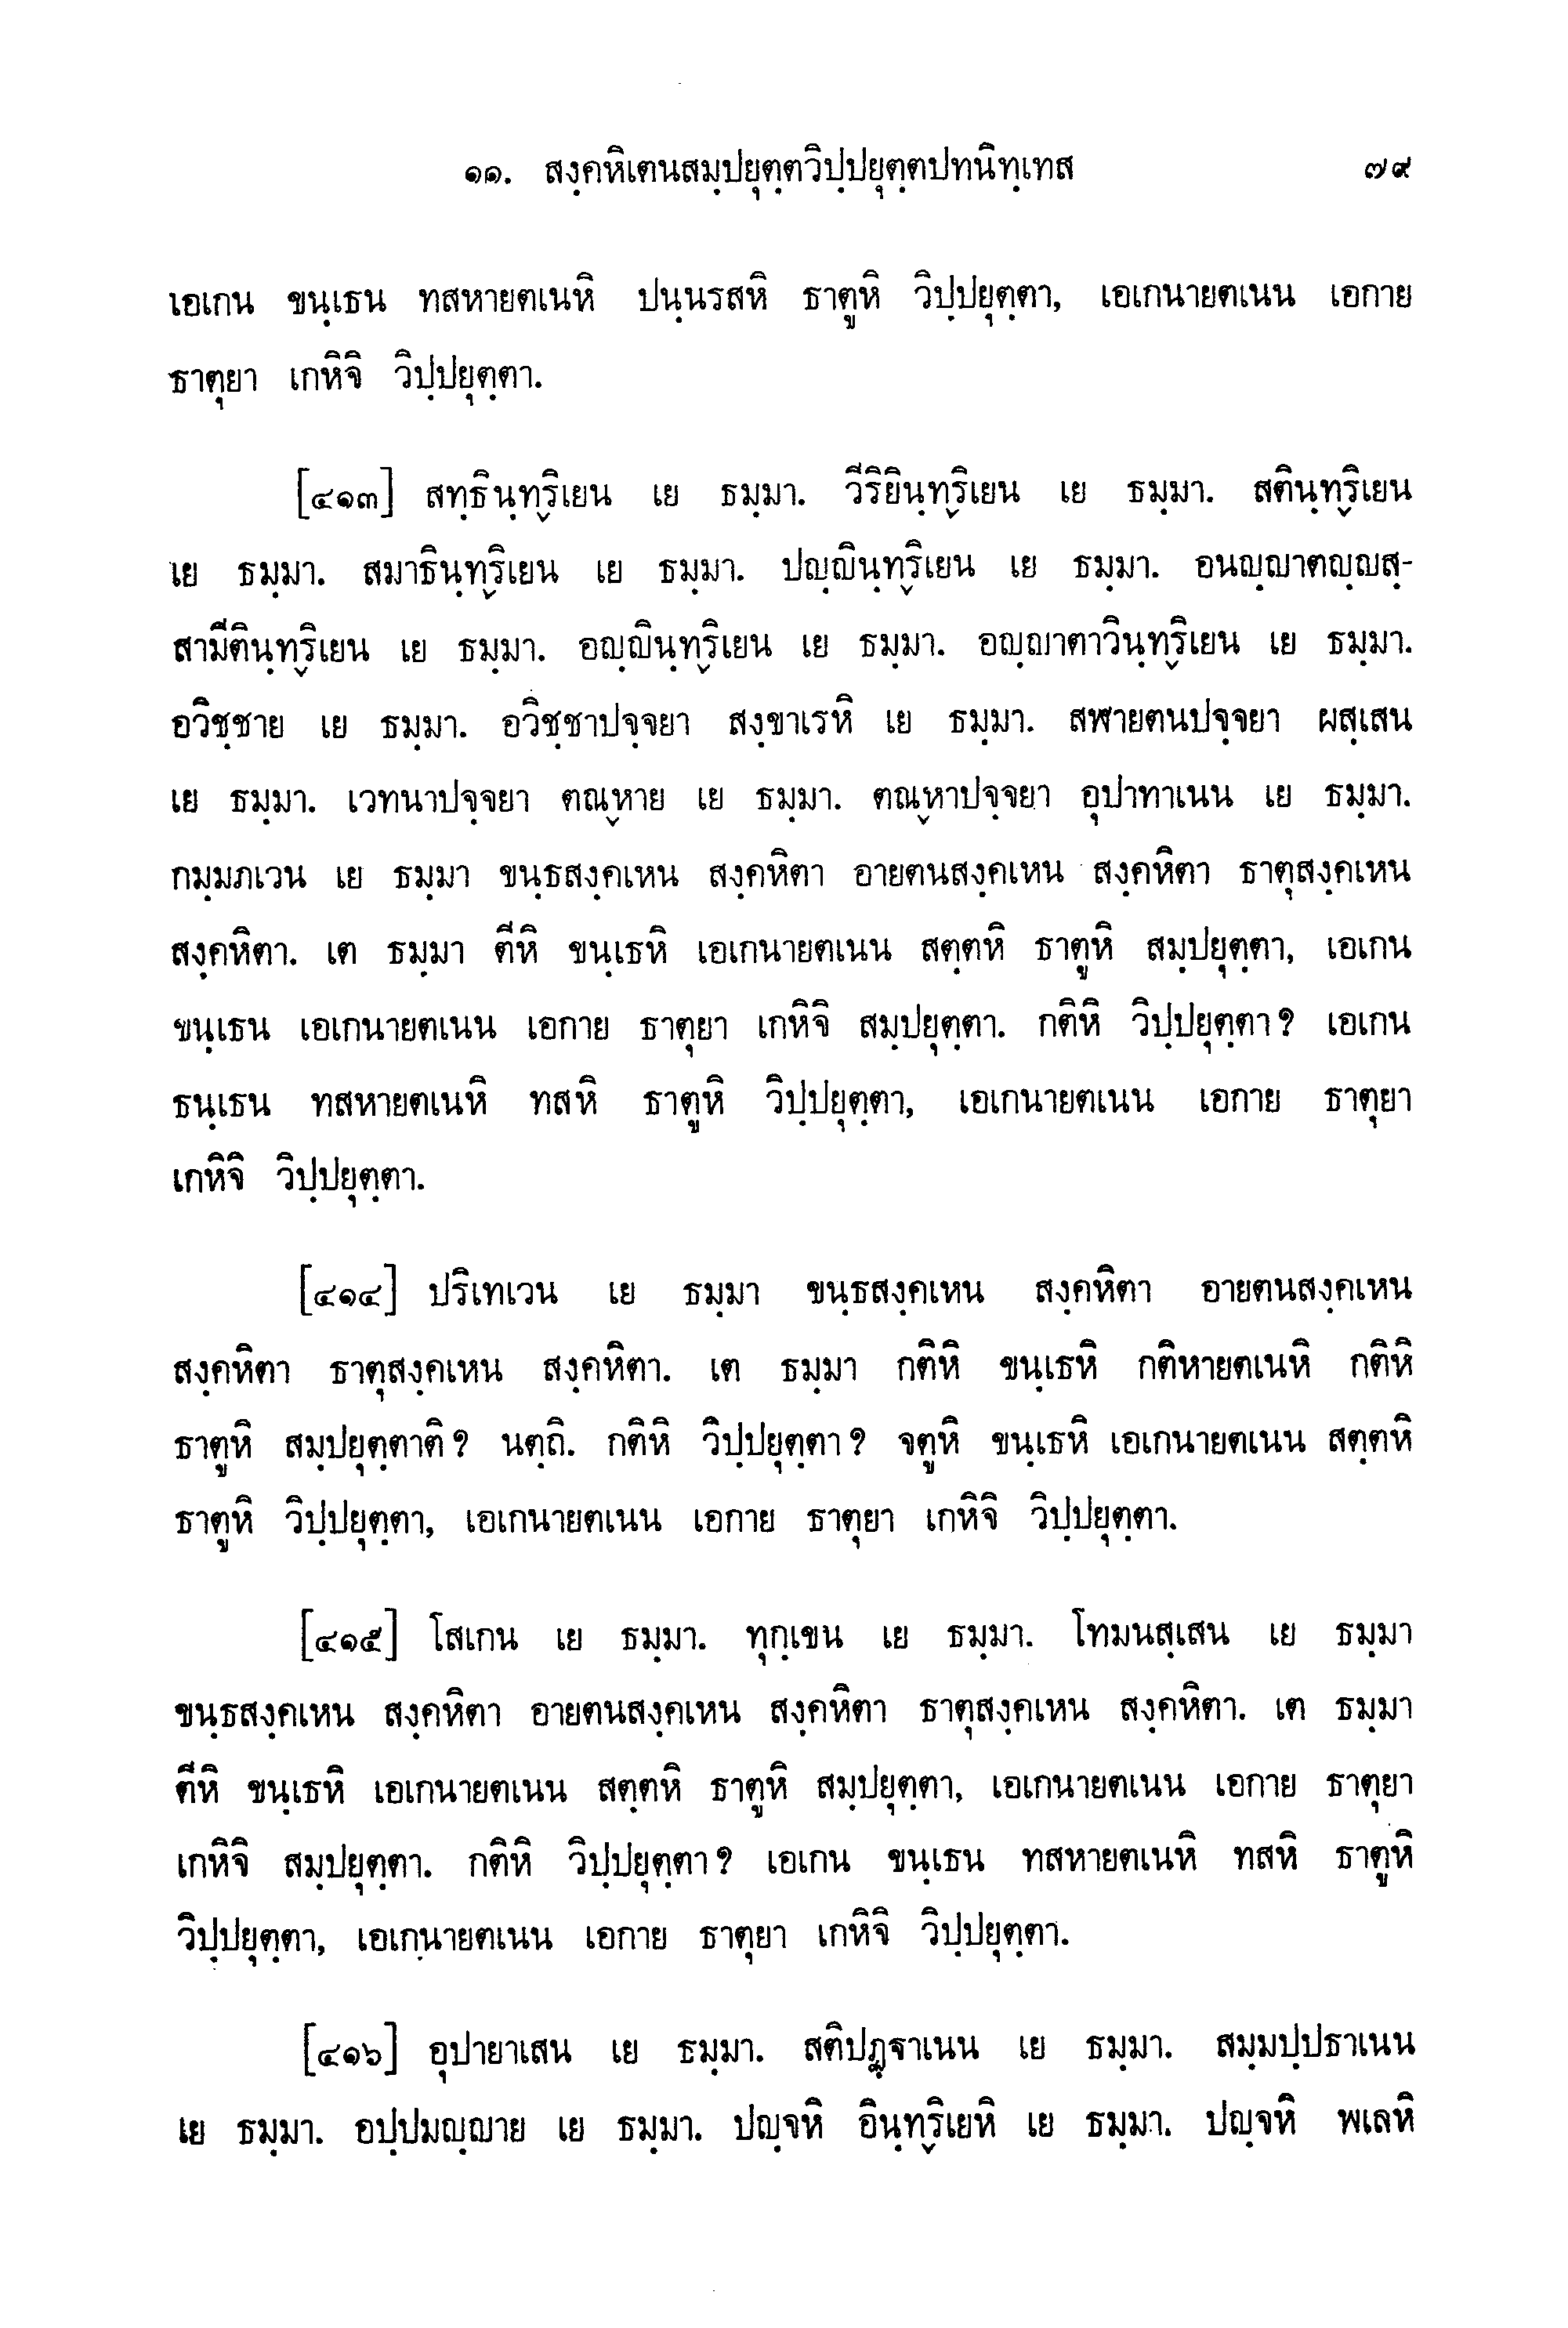 ๑๑. สงฺคหิเตนสมฺปยุตฺตวิปฺปยุตฺตปทนิทฺเทส ๗๙
เอเกน ขนฺเธน ทสหายตเนหิ ปนฺนรสหิ ธาตูหิ วิปฺปยุตฺตา, เอเกนายตเนน เอกาย
ธาตุยา เกหิจิ วิปฺปยุตฺตา.
[๔๑๓] สทฺธินฺทฺริเยน เย ธมฺมา. วีริยินฺทฺริเยน เย ธมฺมา. สตินฺทฺริเยน
เย ธมฺมา. สมาธินฺทฺริเยน เย ธมฺมา. ปญฺญินฺทฺริเยน เย ธมฺมา. อนญฺญาตญฺญสฺ-
สามีตินฺทฺริเยน เย ธมฺมา. อญฺญินฺทฺริเยน เย ธมฺมา. อญฺญาตาวินฺทฺริเยน เย ธมฺมา.
อวิชฺชาย เย ธมฺมา. อวิชฺชาปจฺจยา สงฺขาเรหิ เย ธมฺมา. สฬายตนปจฺจยา ผสฺเสน
เย ธมฺมา. เวทนาปจฺจยา ตณฺหาย เย ธมฺมา. ตณฺหาปจฺจยา อุปาทาเนน เย ธมฺมา.
กมฺมภเวน เย ธมฺมา ขนฺธสงฺคเหน สงฺคหิตา อายตนสงฺคเหน สงฺคหิตา ธาตุสงฺคเหน
สงฺคหิตา. เต ธมฺมา ตีหิ ขนฺเธหิ เอเกนายตเนน สตฺตหิ ธาตูหิ สมฺปยุตฺตา, เอเกน
ขนฺเธน เอเกนายตเนน เอกาย ธาตุยา เกหิจิ สมฺปยุตฺตา. กติหิ วิปฺปยุตฺตา? เอเกน
ธนฺเธน ทสหายตเนหิ ทสหิ ธาตูหิ วิปฺปยุตฺตา, เอเกนายตเนน เอกาย ธาตุยา
เกหิจิ วิปฺปยุตฺตา.
[๔๑๔] ปริเทเวน เย ธมฺมา ขนฺธสงฺคเหน สงฺคหิตา อายตนสงฺคเหน
สงฺคหิตา ธาตุสงฺคเหน สงฺคหิตา. เต ธมฺมา กติหิ ขนฺเธหิ กติหายตเนหิ กติหิ
ธาตูหิ สมฺปยุตฺตาติ? นตฺถิ. กติหิ วิปฺปยุตฺตา? จตูหิ ขนฺเธหิ เอเกนายตเนน สตฺตหิ
ธาตูหิ วิปฺปยุตฺตา, เอเกนายตเนน เอกาย ธาตุยา เกหิจิ วิปฺปยุตฺตา.
[๔๑๕] โสเกน เย ธมฺมา. ทุกฺเขน เย ธมฺมา. โทมนสฺเสน เย ธมฺมา
ขนฺธสงฺคเหน สงฺคหิตา อายตนสงฺคเหน สงฺคหิตา ธาตุสงฺคเหน สงฺคหิตา. เต ธมฺมา
ตีหิ ขนฺเธหิ เอเกนายตเนน สตฺตหิ ธาตูหิ สมฺปยุตฺตา, เอเกนายตเนน เอกาย ธาตุยา
เกหิจิ สมฺปยุตฺตา. กติหิ วิปฺปยุตฺตา? เอเกน ขนฺเธน ทสหายตเนหิ ทสหิ ธาตูหิ
วิปฺปยุตฺตา, เอเกนายตเนน เอกาย ธาตุยา เกหิจิ วิปฺปยุตฺตา.
[๔๑๖] อุปายาเสน เย ธมฺมา. สติปฏฺฐาเนน เย ธมฺมา. สมฺมปฺปธาเนน
เย ธมฺมา. อปฺปมญฺญาย เย ธมฺมา. ปญฺจหิ อินฺทฺริเยหิ เย ธมฺมา. ปญฺจหิ พเลหิ